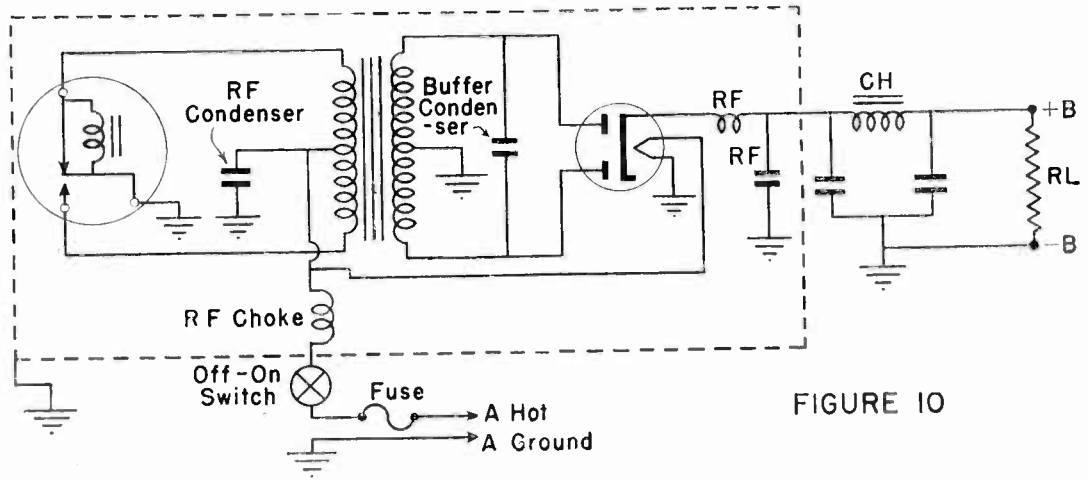 RF
Condenser
Buffer
Conden
-ser
RF
RF
CH
+B
RL
-B
RF Choke
Off-On
Switch
Fuse
A Hot
A Ground
FIGURE 10